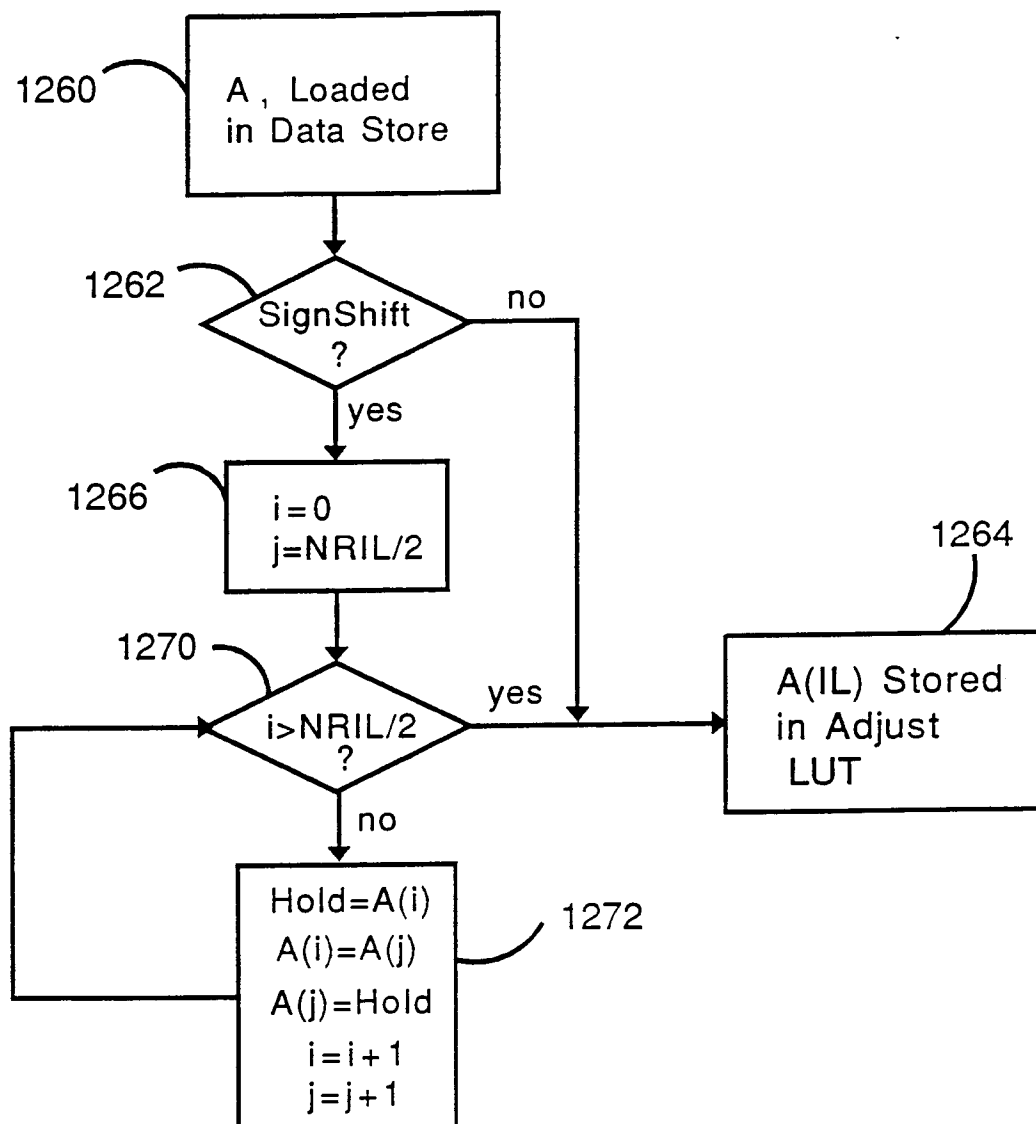 1260
A , Loaded
in Data Store
1262
SignShift
?
no
yes
1266
i=0
j=NRIL/2
1264
1270
i>NRIL/2
?
yes
A(IL) Stored
in Adjust
LUT
no
Hold=A(i)
A(i)=A(j)
A(j)=Hold
i=i+1
j=j+1
1272